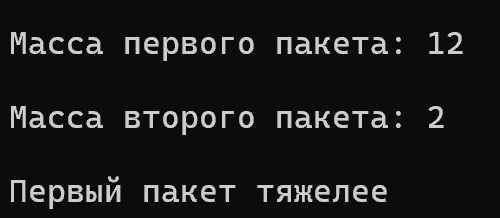 Масса первого пакета: 12
Масса второго пакета: 2
Первый пакет тяжелее